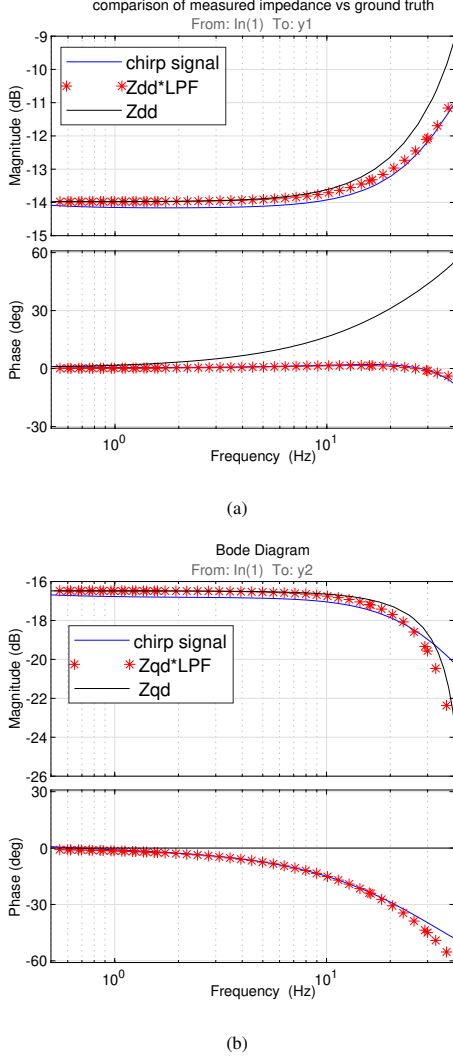 comparison of measured impedance vs ground truth
From: In(1) To: y1
-9
-10
-11
-12
-13
-14
-15
Magnitude (dB)
chirp signal
Zdd*LPF
Zdd
60
30
0
-30
Phase (deg)
10^0
10^1
Frequency (Hz)
(a)
Bode Diagram
From: In(1) To: y2
-16
-18
-20
-22
-24
-26
Magnitude (dB)
chirp signal
Zqd*LPF
Zqd
30
0
-30
-60
Phase (deg)
10^0
10^1
Frequency (Hz)
(b)